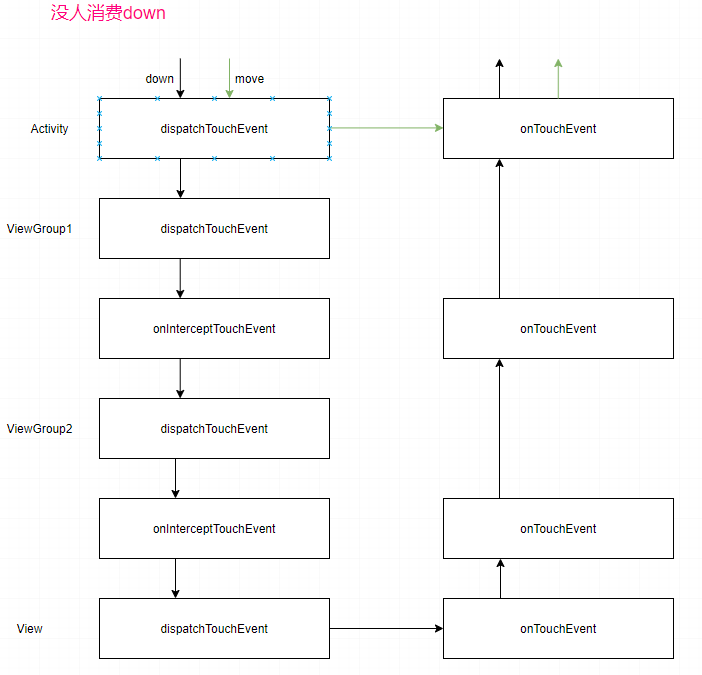 没人消费down
down
move
Activity
dispatchTouchEvent
onTouchEvent
ViewGroup1
dispatchTouchEvent
onInterceptTouchEvent
onTouchEvent
ViewGroup2
dispatchTouchEvent
onInterceptTouchEvent
onTouchEvent
View
dispatchTouchEvent
onTouchEvent